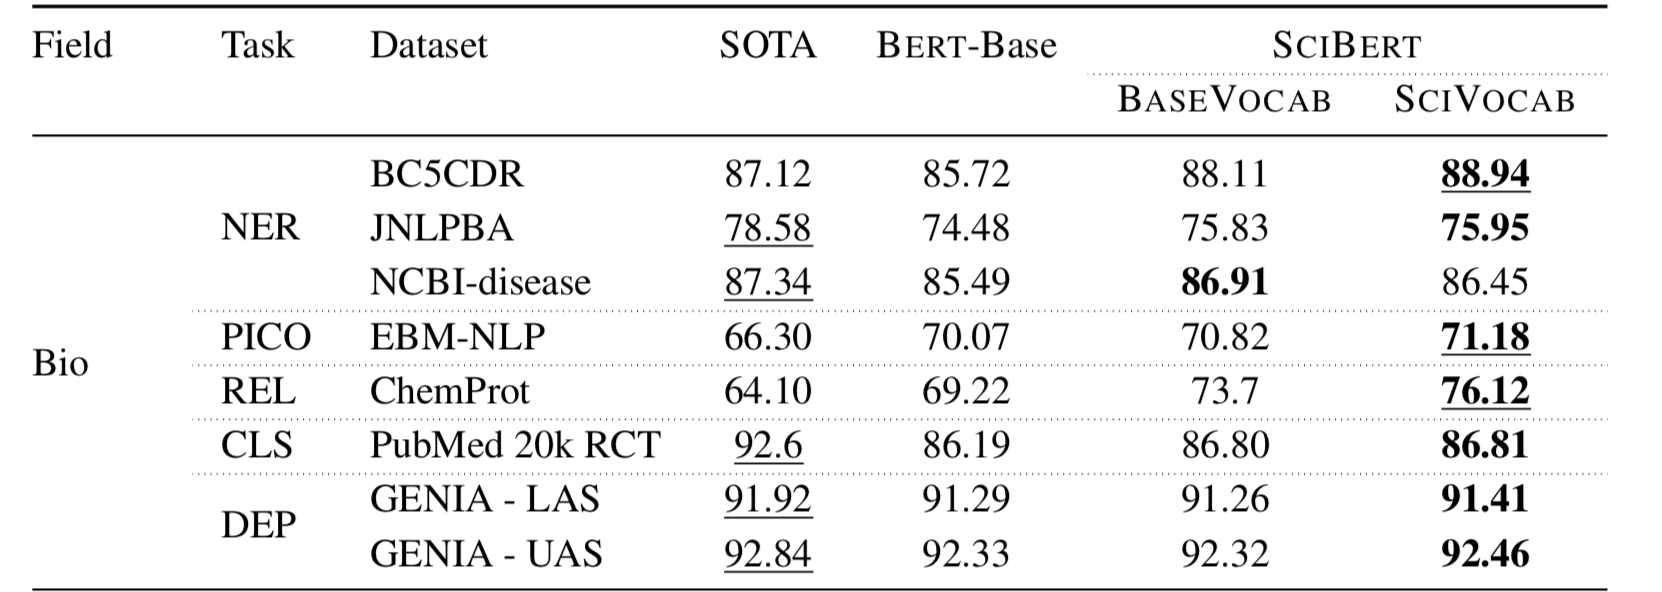 Field Task Dataset SOTA BERT-Base SCIBERT
BASEVOCAB SCIVOCAB
BC5CDR 87.12 85.72 88.11 88.94
NER JNLPBA 78.58 74.48 75.83 75.95
NCBI-disease 87.34 85.49 86.91 86.45
PICO EBM-NLP 66.30 70.07 70.82 71.18
Bio
REL ChemProt 64.10 69.22 73.7 76.12
CLS PubMed 20k RCT 92.6 86.19 86.80 86.81
GENIA - LAS 91.92 91.29 91.26 91.41
DEP
GENIA - UAS 92.84 92.33 92.32 92.46